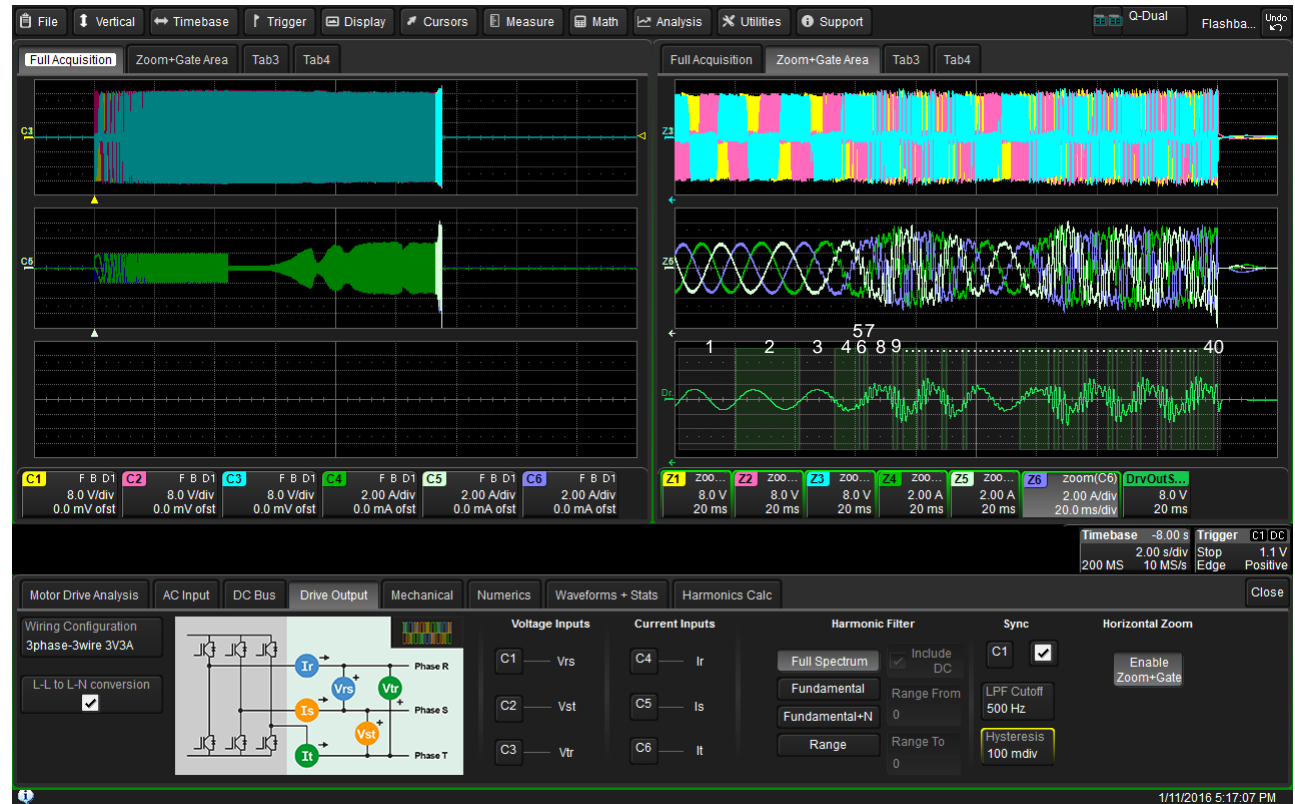 File Vertical Timebase Trigger Display Cursors Measure Math Analysis Utilities Support Q-Dual Flashba... Undo
Full Acquisition Zoom+Gate Area Tab3 Tab4
Full Acquisition Zoom+Gate Area Tab3 Tab4
C3
C6
Z3
Z6
57
1 2 3 4 6 8 9 40
Dr..
C1 F B D1 C2 F B D1 C3 F B D1 C4 F B D1 C5 F B D1 C6 F B D1
8.0 V/div 8.0 V/div 8.0 V/div 2.00 A/div 2.00 A/div 2.00 A/div
0.0 mV ofst 0.0 mV ofst 0.0 mV ofst 0.0 mA ofst 0.0 mA ofst 0.0 mA ofst
Z1 zoo... Z2 zoo... Z3 zoo... Z4 zoo... Z5 zoo... Z6 zoom(C6) DrvOutS...
8.0 V 8.0 V 8.0 V 2.00 A 2.00 A 2.00 A/div 8.0 V
20 ms 20 ms 20 ms 20 ms 20 ms 20.0 ms/div 20 ms
Timebase -8.00 s Trigger C1 DC
2.00 s/div Stop 1.1 V
200 MS 10 MS/s Edge Positive
Motor Drive Analysis AC Input DC Bus Drive Output Mechanical Numerics Waveforms + Stats Harmonics Calc Close
Wiring Configuration
3phase-3wire 3V3A
L-L to L-N conversion
Ir
Phase R
Vrs
Vtr
Is
Phase S
Vst
It
Phase T
Voltage Inputs
C1 Vrs
C2 Vst
C3 Vtr
Current Inputs
C4 Ir
C5 Is
C6 It
Harmonic Filter
Full Spectrum
Fundamental
Fundamental+N
Range
Include
DC
Range From
0
Range To
0
Sync
C1
LPF Cutoff
500 Hz
Hysteresis
100 mdiv
Horizontal Zoom
Enable
Zoom+Gate
1/11/2016 5:17:07 PM